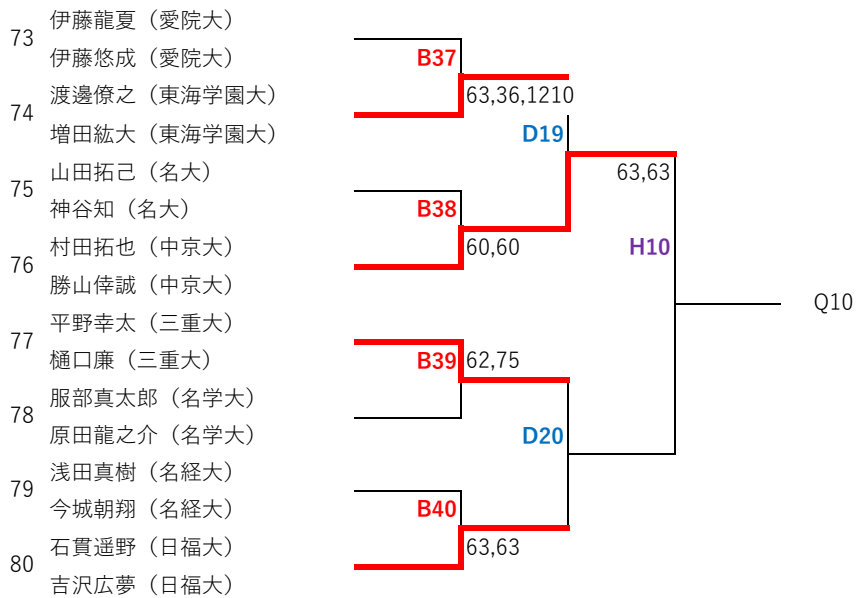 伊藤龍夏（愛院大）
73
伊藤悠成（愛院大）
B37
渡邊僚之（東海学園大）
63,36,1210
74
増田紘大（東海学園大）
D19
山田拓己（名大）
63,63
75
神谷知（名大）
B38
村田拓也（中京大）
60,60
H10
76
勝山倖誠（中京大）
Q10
平野幸太（三重大）
77
樋口廉（三重大）
B39
62,75
服部真太郎（名学大）
78
原田龍之介（名学大）
D20
浅田真樹（名経大）
79
今城朝翔（名経大）
B40
石貫遥野（日福大）
63,63
80
吉沢広夢（日福大）